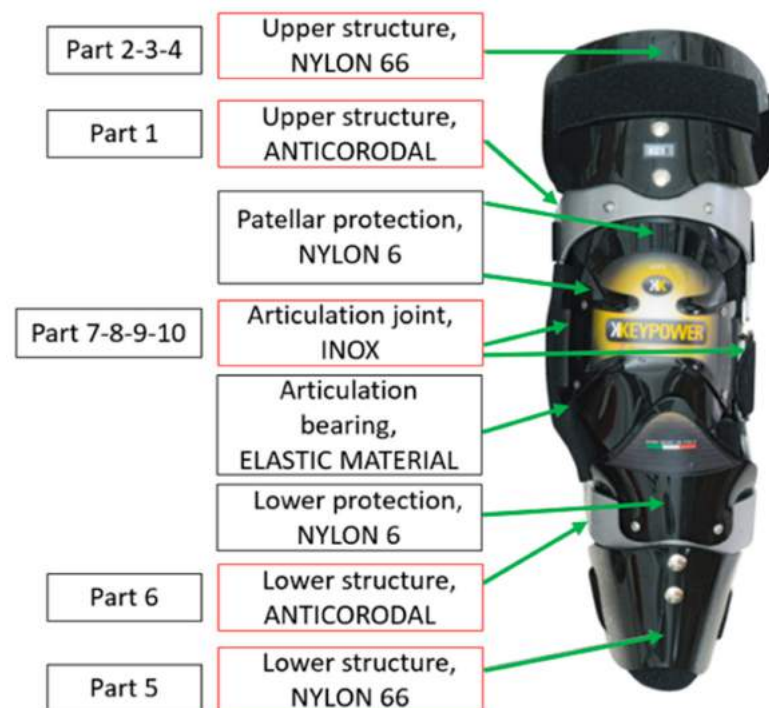 Part 2-3-4
Upper structure,
NYLON 66
Part 1
Upper structure,
ANTICORODAL
Patellar protection,
NYLON 6
Part 7-8-9-10
Articulation joint,
INOX
Articulation
bearing,
ELASTIC MATERIAL
Lower protection,
NYLON 6
Part 6
Lower structure,
ANTICORODAL
Part 5
Lower structure,
NYLON 66
KEYPOWER